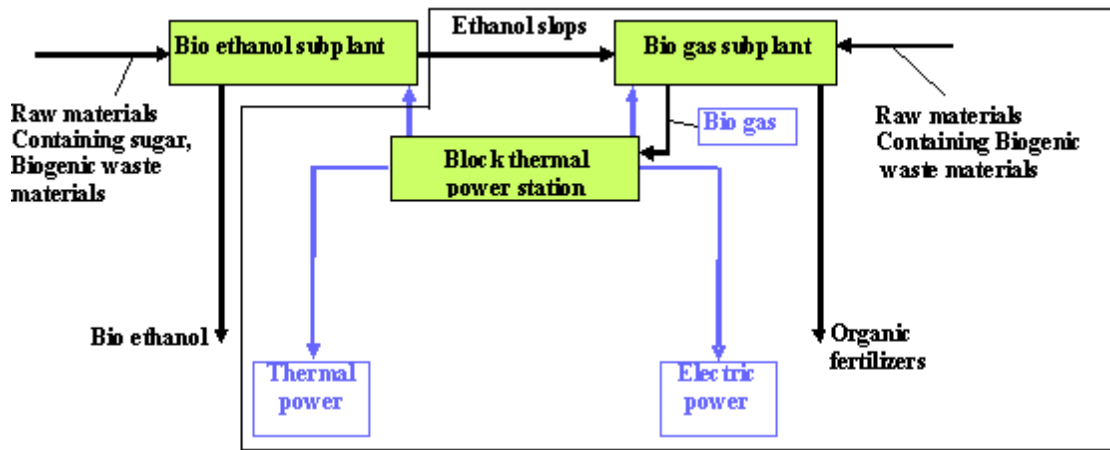 Ethanol slops
Bio ethanol subplant
Bio gas subplant
Raw materials
Containing sugar,
Biogenic waste
materials
Bio gas
Raw materials
Containing Biogenic
waste materials
Block thermal
power station
Bio ethanol
Organic
fertilizers
Thermal
power
Electric
power